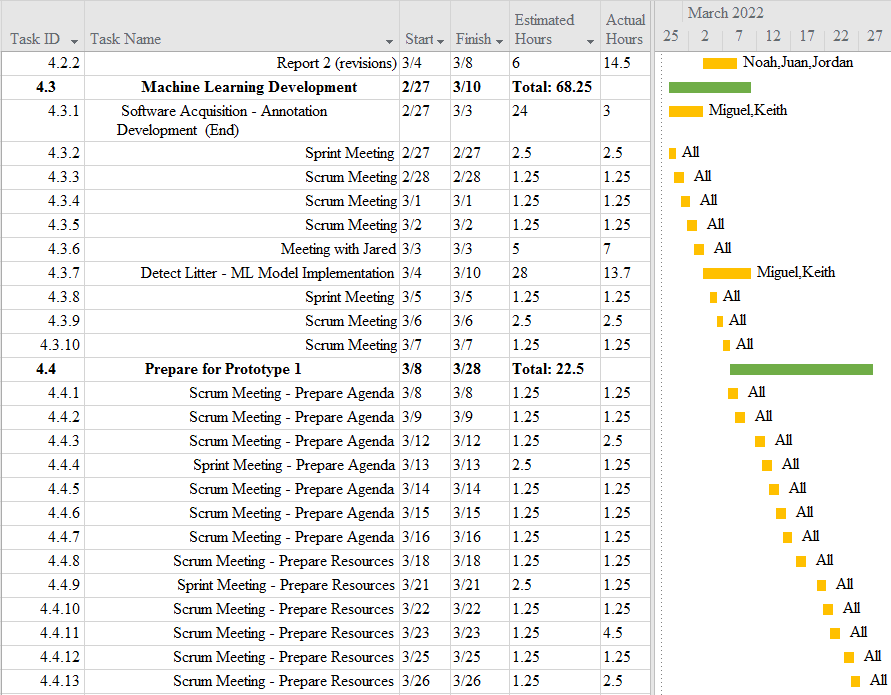 Task ID Task Name Start Finish Estimated Hours Actual Hours March 2022
25 2 7 12 17 22 27
4.2.2 Report 2 (revisions) 3/4 3/8 6 14.5 Noah,Juan,Jordan
4.3 Machine Learning Development 2/27 3/10 Total: 68.25
4.3.1 Software Acquisition - Annotation 2/27 3/3 24 3 Miguel,Keith
Development (End)
4.3.2 Sprint Meeting 2/27 2/27 2.5 2.5 All
4.3.3 Scrum Meeting 2/28 2/28 1.25 1.25 All
4.3.4 Scrum Meeting 3/1 3/1 1.25 1.25 All
4.3.5 Scrum Meeting 3/2 3/2 1.25 1.25 All
4.3.6 Meeting with Jared 3/3 3/3 5 7 All
4.3.7 Detect Litter - ML Model Implementation 3/4 3/10 28 13.7 Miguel,Keith
4.3.8 Sprint Meeting 3/5 3/5 1.25 1.25 All
4.3.9 Scrum Meeting 3/6 3/6 2.5 2.5 All
4.3.10 Scrum Meeting 3/7 3/7 1.25 1.25 All
4.4 Prepare for Prototype 1 3/8 3/28 Total: 22.5
4.4.1 Scrum Meeting - Prepare Agenda 3/8 3/8 1.25 1.25 All
4.4.2 Scrum Meeting - Prepare Agenda 3/9 3/9 1.25 1.25 All
4.4.3 Scrum Meeting - Prepare Agenda 3/12 3/12 1.25 2.5 All
4.4.4 Sprint Meeting - Prepare Agenda 3/13 3/13 2.5 1.25 All
4.4.5 Scrum Meeting - Prepare Agenda 3/14 3/14 1.25 1.25 All
4.4.6 Scrum Meeting - Prepare Agenda 3/15 3/15 1.25 1.25 All
4.4.7 Scrum Meeting - Prepare Agenda 3/16 3/16 1.25 1.25 All
4.4.8 Scrum Meeting - Prepare Resources 3/18 3/18 1.25 1.25 All
4.4.9 Sprint Meeting - Prepare Resources 3/21 3/21 2.5 1.25 All
4.4.10 Scrum Meeting - Prepare Resources 3/22 3/22 1.25 1.25 All
4.4.11 Scrum Meeting - Prepare Resources 3/23 3/23 1.25 4.5 All
4.4.12 Scrum Meeting - Prepare Resources 3/25 3/25 1.25 1.25 All
4.4.13 Scrum Meeting - Prepare Resources 3/26 3/26 1.25 2.5 All